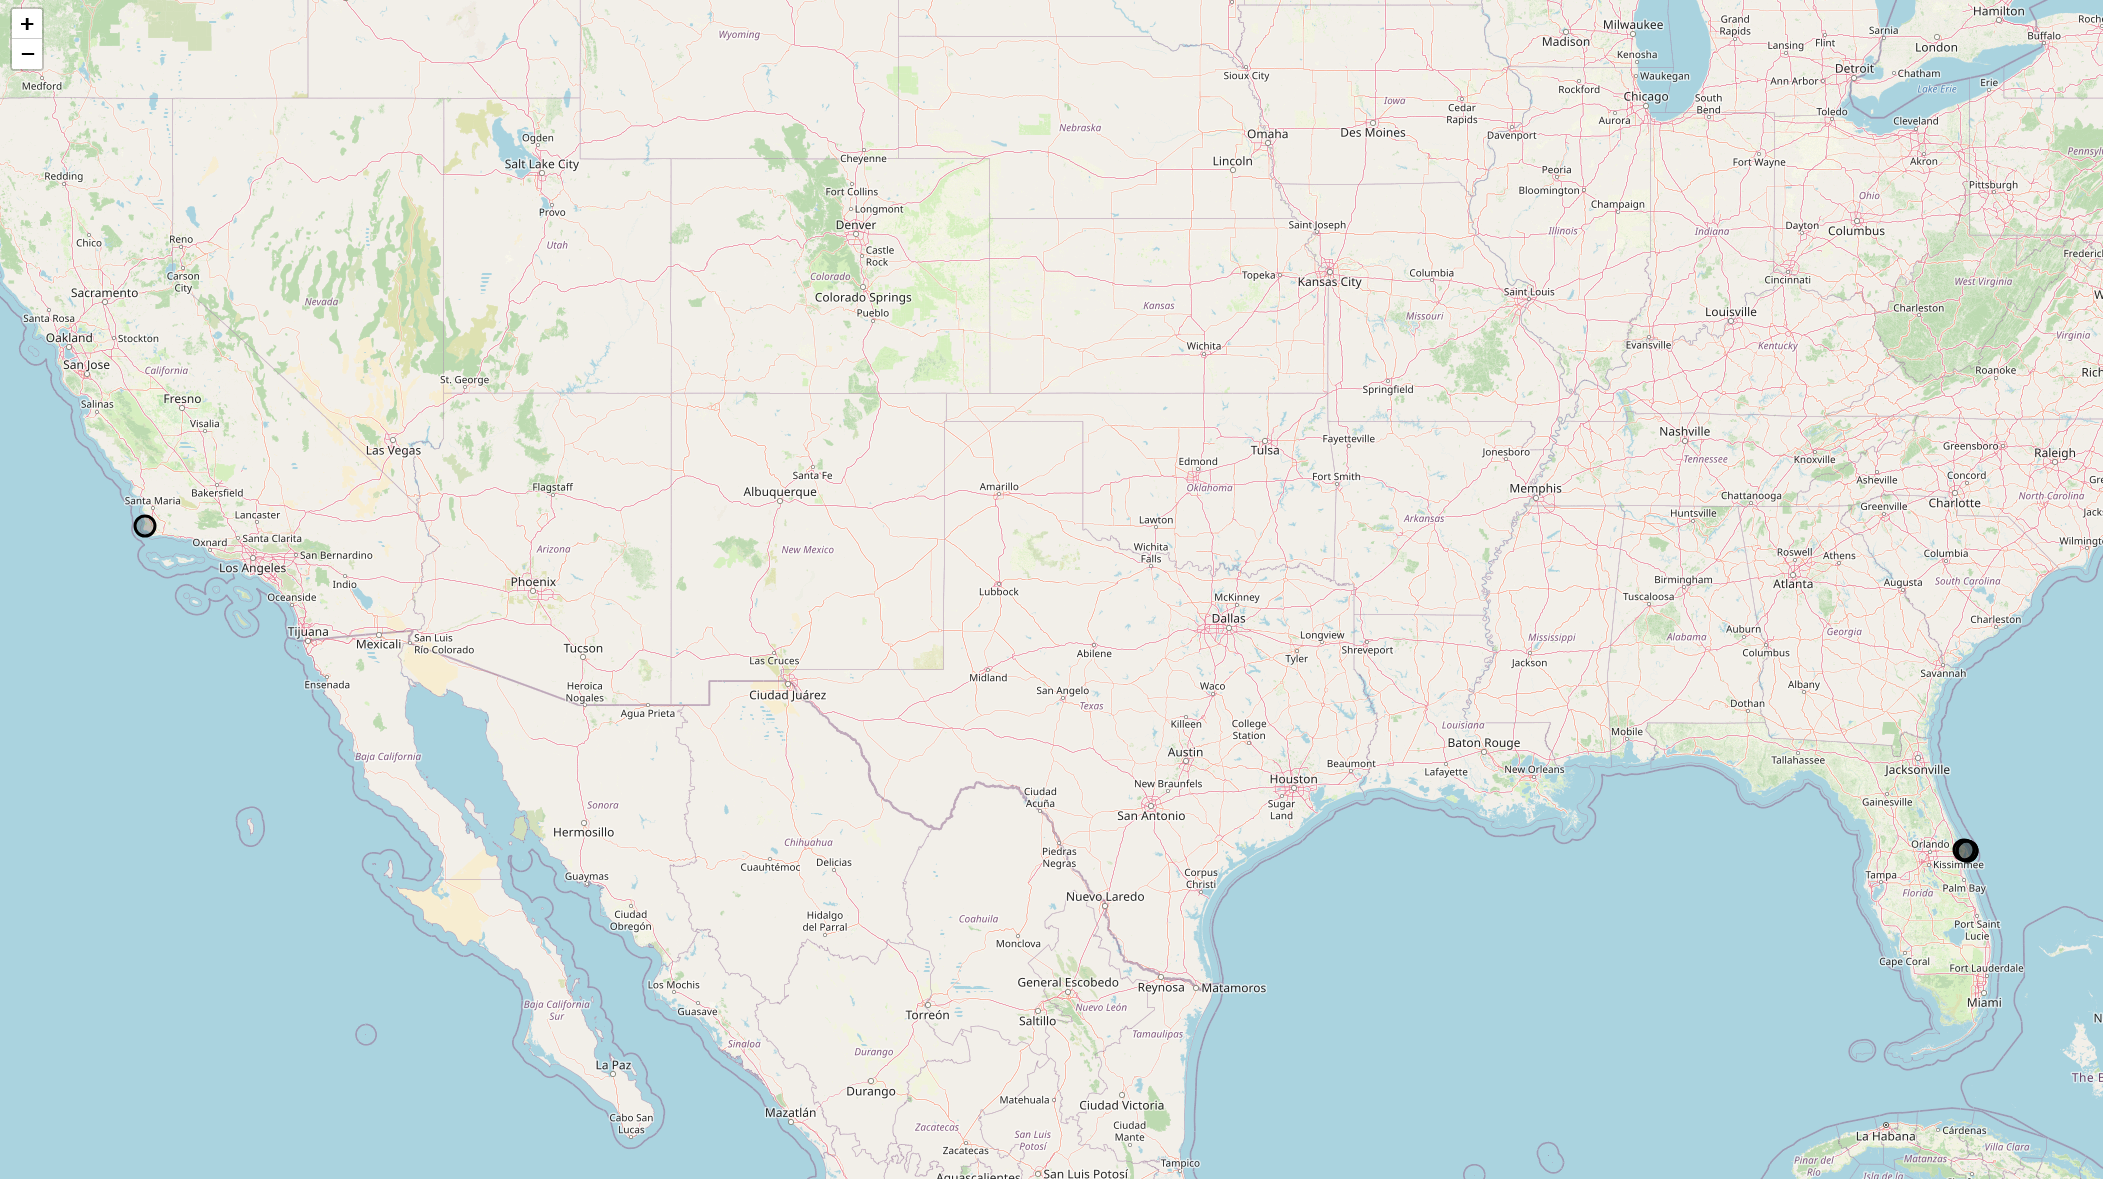 +
−
Wyoming
Medford
Milwaukee
Madison
Kenosha
Waukegan
Grand
Rapids
Lansing
Flint
Sarnia
Hamilton
London
Buffalo
Detroit
Chatham
Ann Arbor
Erie
Lake Erie
Sioux City
Rockford
Chicago
South
Bend
Toledo
Cleveland
Iowa
Cedar
Rapids
Aurora
Davenport
Nebraska
Omaha
Des Moines
Ogden
Salt Lake City
Cheyenne
Lincoln
Fort Wayne
Akron
Redding
Peoria
Bloomington
Pittsburgh
Fort Collins
Longmont
Ohio
Provo
Champaign
Chico
Reno
Denver
Saint Joseph
Illinois
Indiana
Dayton
Columbus
Utah
Castle
Rock
Carson
City
Colorado
Topeka
Kansas City
Columbia
Cincinnati
West Virginia
Sacramento
Nevada
Colorado Springs
Pueblo
Kansas
Saint Louis
Missouri
Louisville
Charleston
Santa Rosa
Oakland
Stockton
San Jose
California
Wichita
Evansville
Kentucky
Virginia
St. George
Springfield
Roanoke
Salinas
Fresno
Visalia
Las Vegas
Tulsa
Fayetteville
Jonesboro
Nashville
Tennessee
Knoxville
Greensboro
Raleigh
Edmond
Oklahoma
Fort Smith
Santa Fe
Albuquerque
Amarillo
Flagstaff
Bakersfield
Santa Maria
Memphis
Chattanooga
Asheville
Concord
Charlotte
North Carolina
Lancaster
Lawton
Arkansas
Huntsville
Greenville
Oxnard
Santa Clarita
San Bernardino
Los Angeles
Arizona
New Mexico
Wichita
Falls
Roswell
Athens
Columbia
Indio
Phoenix
Lubbock
Birmingham
Atlanta
Augusta
South Carolina
Oceanside
McKinney
Dallas
Tuscaloosa
Charleston
Tijuana
Mexicali
San Luis
Río Colorado
Tucson
Las Cruces
Abilene
Longview
Tyler
Shreveport
Mississippi
Jackson
Alabama
Auburn
Columbus
Georgia
Ensenada
Heroica
Nogales
Agua Prieta
Ciudad Juárez
Midland
San Angelo
Texas
Waco
Albany
Savannah
Dothan
Killeen
College
Station
Louisiana
Mobile
Baja California
Austin
Baton Rouge
Tallahassee
Jacksonville
Beaumont
Lafayette
New Orleans
New Braunfels
Houston
Sugar
Land
San Antonio
Ciudad
Acuña
Sonora
Hermosillo
Chihuahua
Gainesville
Piedras
Negras
Cuauhtémoc
Delicias
Guaymas
Corpus
Christi
Orlando
Kissimmee
Tampa
Palm Bay
Florida
Nuevo Laredo
Ciudad
Obregón
Hidalgo
del Parral
Coahuila
Monclova
Port Saint
Lucie
Cape Coral
Fort Lauderdale
Los Mochis
General Escobedo
Reynosa
Matamoros
Miami
Baja California
Sur
Guasave
Torreón
Saltillo
Nuevo León
Tamaulipas
Sinaloa
Durango
La Paz
Durango
Matehuala
Ciudad Victoria
Mazatlán
Cabo San
Lucas
Zacatecas
San Luis
Potosí
Ciudad
Mante
La Habana
Cárdenas
Villa Clara
Zacatecas
Tampico
Pinar del
Río
Matanzas
San Luis Potosí
Aguascalientes
Isla de la